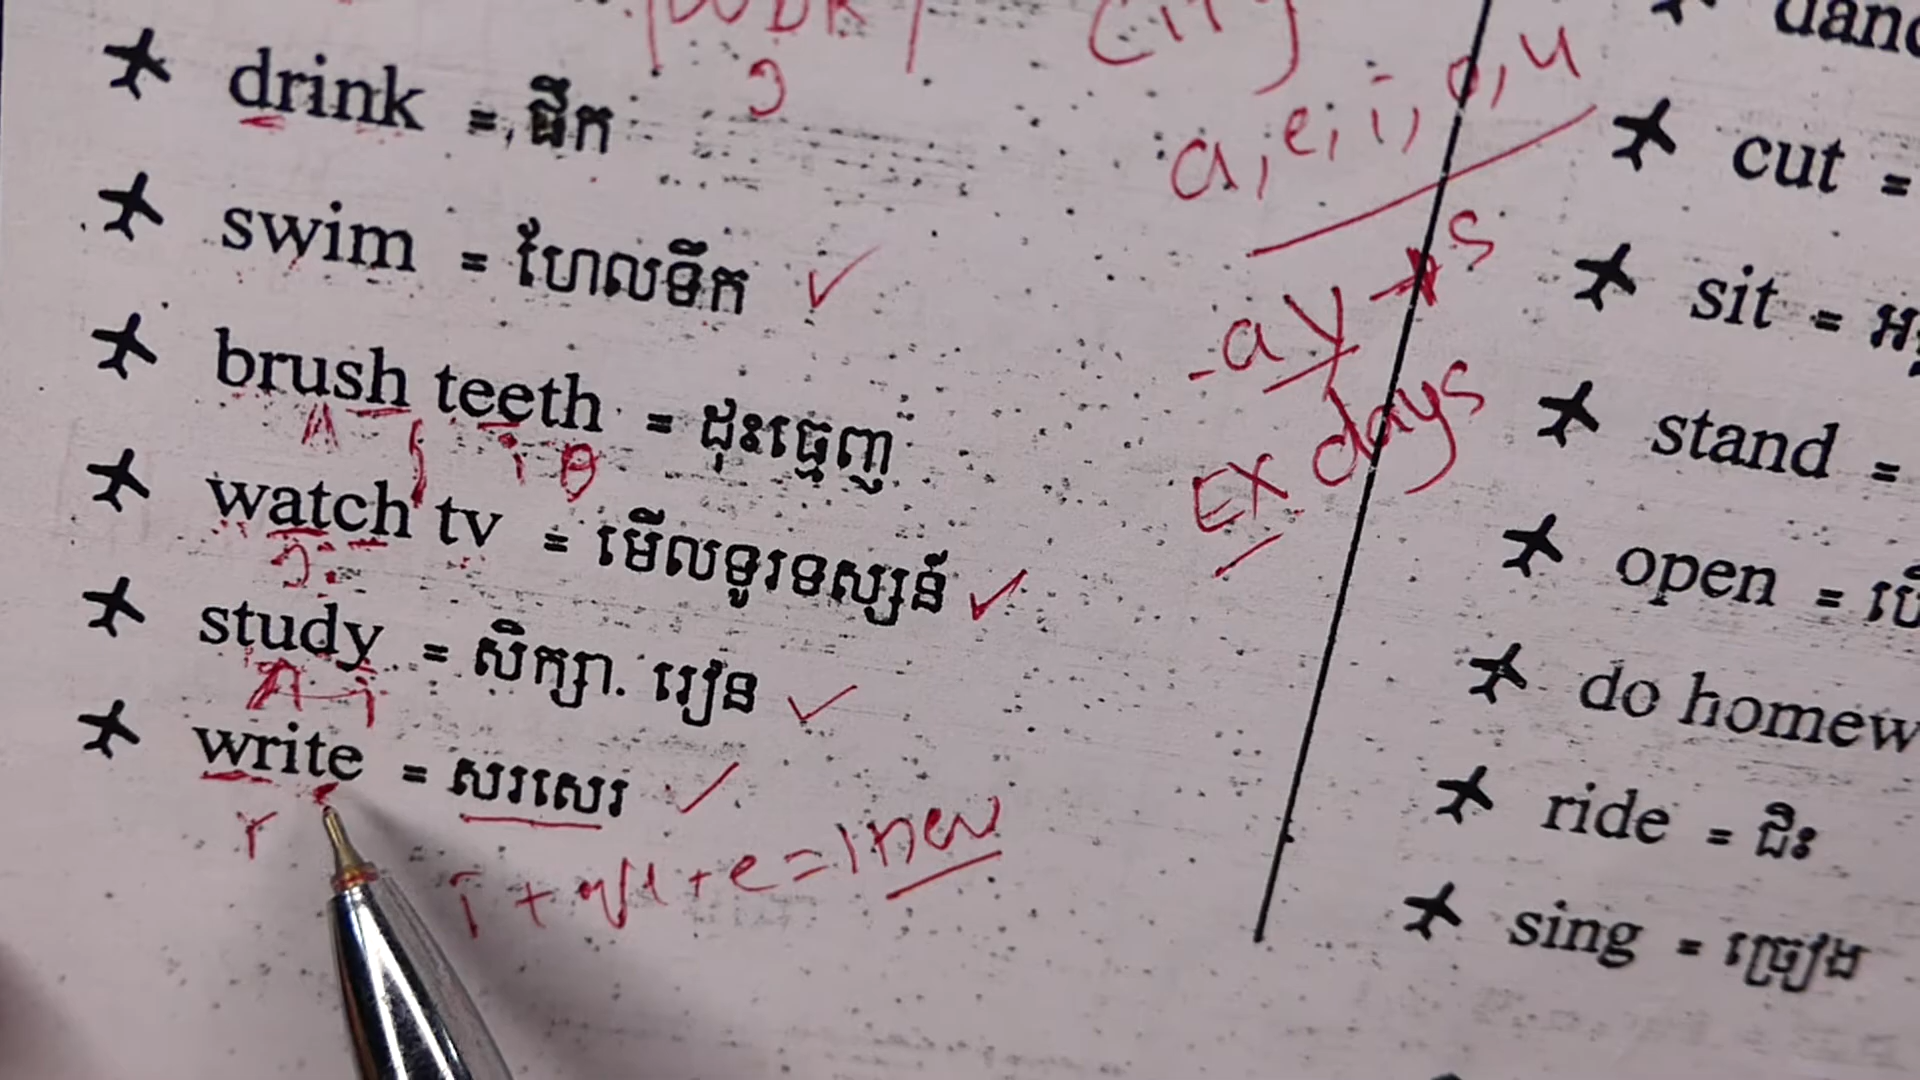 drink = ផឹក
swim = ហែលទឹក ✓
brush teeth = ដុះធ្មេញ
ʌ ʃ i θ
watch tv = មើលទូរទស្សន៍ ✓
ɔ:
study = សិក្សា. រៀន ✓
ʌ i
write = សរសេរ ✓
r
a, e, i, o, u
-ay → s
Ex days
cut =
sit =
stand =
open =
do homew
ride = ជិះ
sing = ច្រៀង